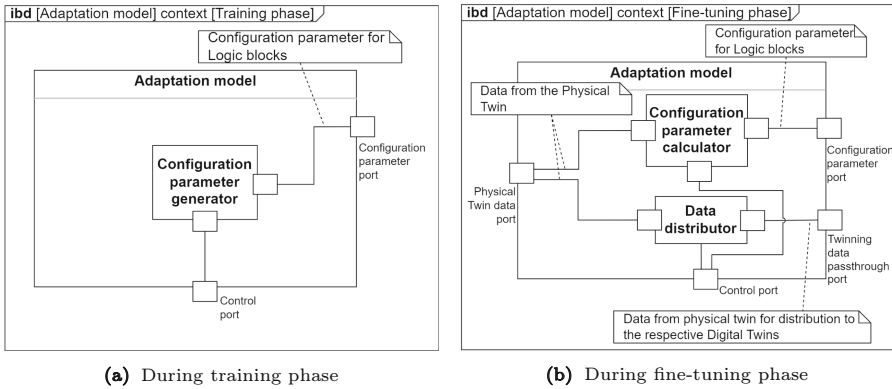 ibd [Adaptation model] context [Training phase]
Configuration parameter for
Logic blocks
Adaptation model
Configuration
parameter
port
Configuration
parameter
generator
Control
port
(a) During training phase
ibd [Adaptation model] context [Fine-tuning phase]
Configuration parameter
for Logic blocks
Adaptation model
Data from the Physical
Twin
Configuration
parameter
calculator
Configuration
parameter
port
Physical
Twin data
port
Data
distributor
Twinning
data
passthrough
port
Control port
Data from physical twin for distribution to
the respective Digital Twins
(b) During fine-tuning phase